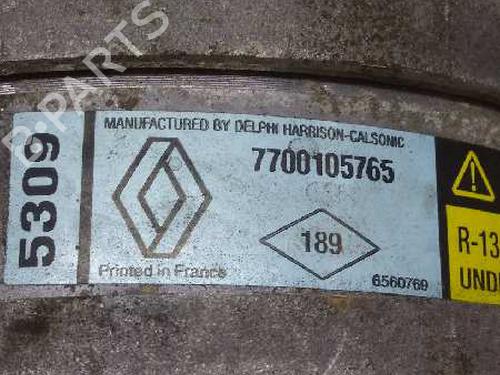 B-PARTS
5309
MANUFACTURED BY DELPHI HARRISON-CALSONIC
7700105765
189
Printed in France
6560769
R-13
UND